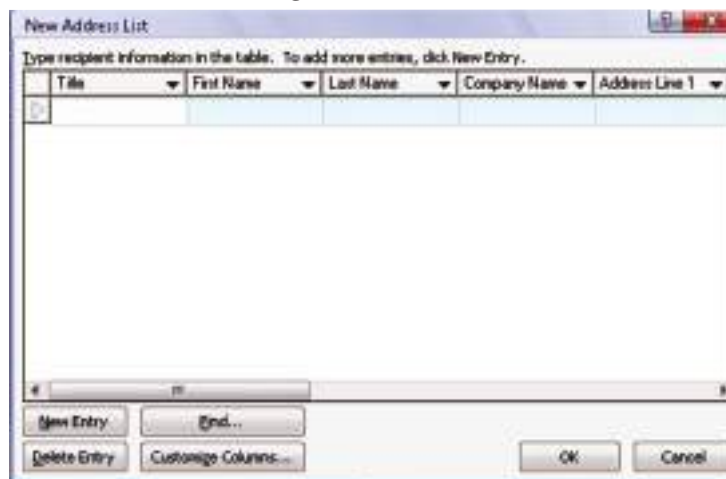 New Address List
Type recipient information in the table. To add more entries, click New Entry.
Title First Name Last Name Company Name Address Line 1
New Entry Find...
Delete Entry Customize Columns... OK Cancel